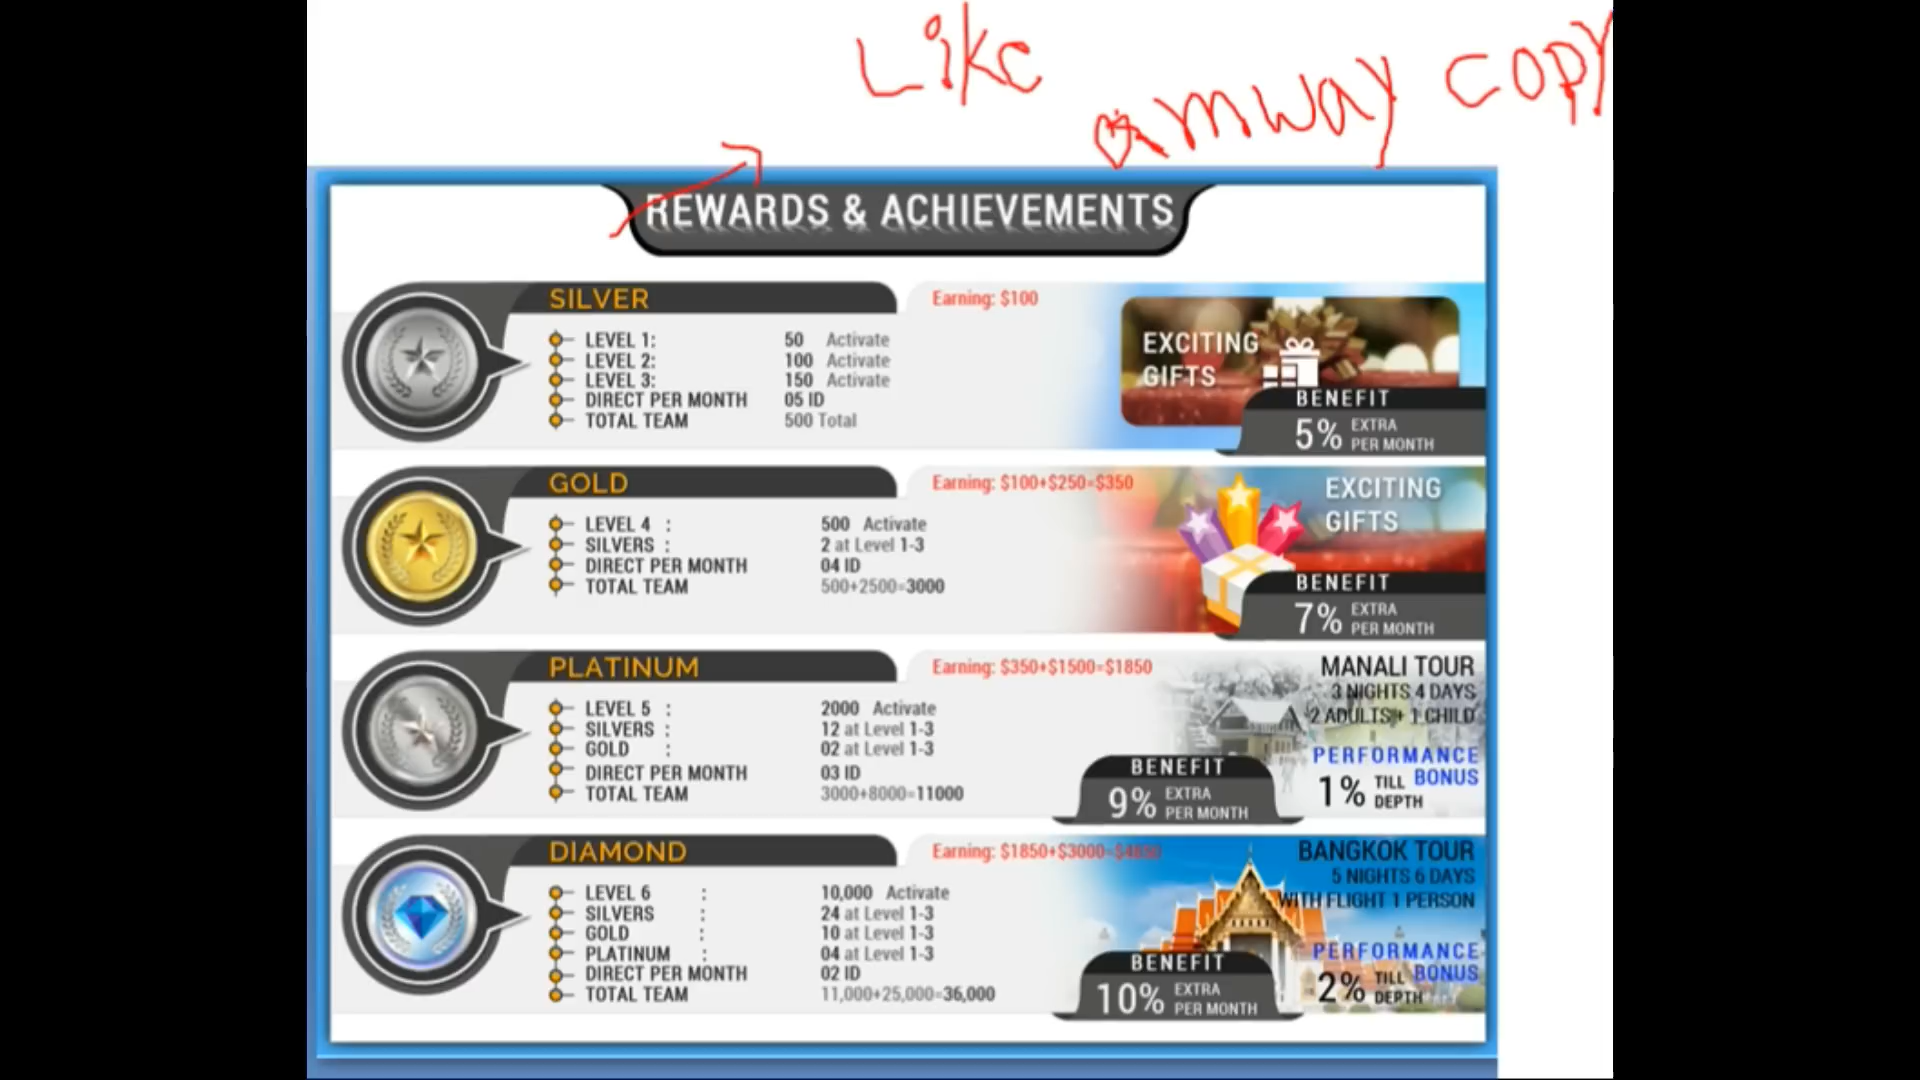 Like
amway copy
REWARDS & ACHIEVEMENTS
SILVER
Earning: $100
LEVEL 1: 50 Activate
LEVEL 2: 100 Activate
LEVEL 3: 150 Activate
DIRECT PER MONTH 05 ID
TOTAL TEAM 500 Total
EXCITING
GIFTS
BENEFIT
5% EXTRA
PER MONTH
GOLD
Earning: $100+$250=$350
LEVEL 4 : 500 Activate
SILVERS : 2 at Level 1-3
DIRECT PER MONTH 04 ID
TOTAL TEAM 500+2500=3000
EXCITING
GIFTS
BENEFIT
7% EXTRA
PER MONTH
PLATINUM
Earning: $350+$1500=$1850
LEVEL 5 : 2000 Activate
SILVERS : 12 at Level 1-3
GOLD : 02 at Level 1-3
DIRECT PER MONTH 03 ID
TOTAL TEAM 3000+8000=11000
BENEFIT
9% EXTRA
PER MONTH
MANALI TOUR
3 NIGHTS 4 DAYS
2 ADULTS + 1 CHILD
PERFORMANCE
BONUS
1% TILL
DEPTH
DIAMOND
Earning: $1850+$3000=
LEVEL 6 : 10,000 Activate
SILVERS : 24 at Level 1-3
GOLD : 10 at Level 1-3
PLATINUM : 04 at Level 1-3
DIRECT PER MONTH 02 ID
TOTAL TEAM 11,000+25,000=36,000
BENEFIT
10% EXTRA
PER MONTH
BANGKOK TOUR
5 NIGHTS 6 DAYS
WITH FLIGHT 1 PERSON
PERFORMANCE
BONUS
2% TILL
DEPTH